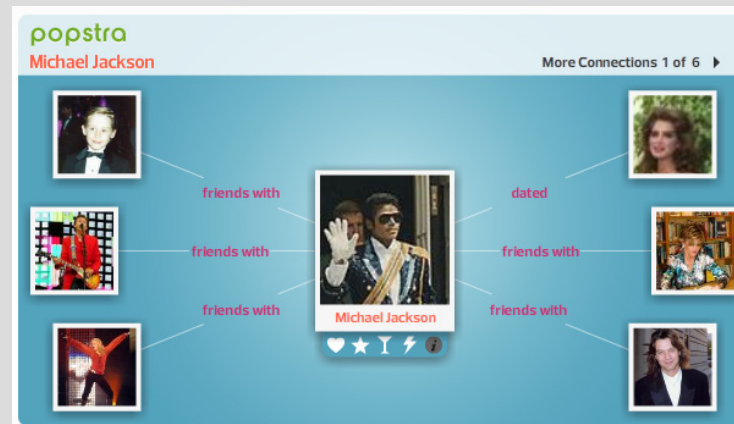 popstra
Michael Jackson
More Connections 1 of 6
friends with
dated
friends with
friends with
friends with
friends with
Michael Jackson
i